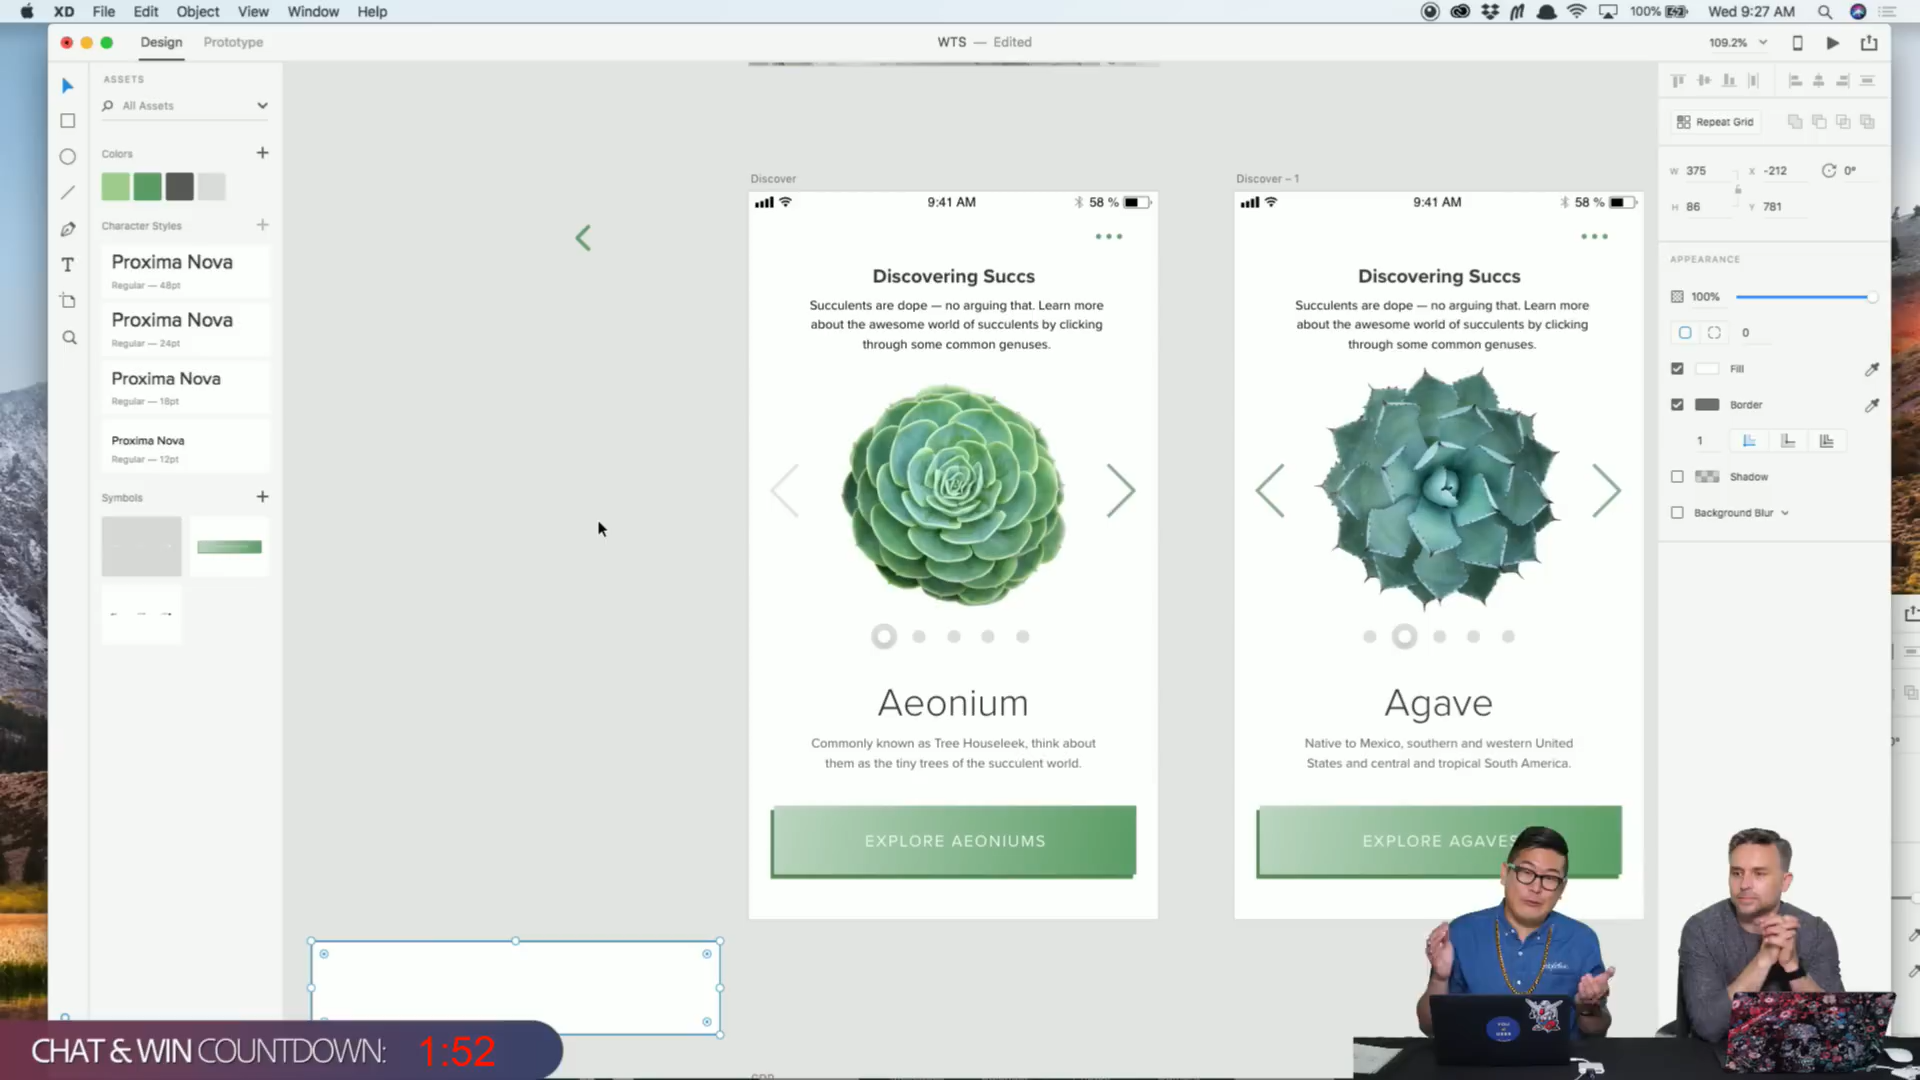 XD File Edit Object View Window Help
100% Wed 9:27 AM
Design Prototype
WTS — Edited
109.2%
ASSETS
All Assets
Colors
Character Styles
Proxima Nova
Regular — 48pt
Proxima Nova
Regular — 24pt
Proxima Nova
Regular — 18pt
Proxima Nova
Regular — 12pt
Symbols
Discover
9:41 AM
58 %
Discovering Succs
Succulents are dope — no arguing that. Learn more
about the awesome world of succulents by clicking
through some common genuses.
Aeonium
Commonly known as Tree Houseleek, think about
them as the tiny trees of the succulent world.
EXPLORE AEONIUMS
Discover – 1
9:41 AM
58 %
Discovering Succs
Succulents are dope — no arguing that. Learn more
about the awesome world of succulents by clicking
through some common genuses.
Agave
Native to Mexico, southern and western United
States and central and tropical South America.
EXPLORE AGAVES
Repeat Grid
W 375 X -212 0°
H 86 Y 781
APPEARANCE
100%
0
Fill
Border
1
Shadow
Background Blur
CHAT & WIN COUNTDOWN: 1:52